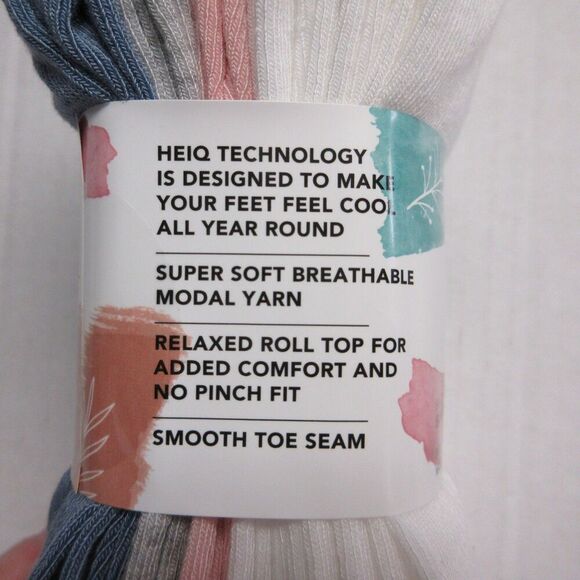 HEIQ TECHNOLOGY
IS DESIGNED TO MAKE
YOUR FEET FEEL COOL
ALL YEAR ROUND
SUPER SOFT BREATHABLE
MODAL YARN
RELAXED ROLL TOP FOR
ADDED COMFORT AND
NO PINCH FIT
SMOOTH TOE SEAM